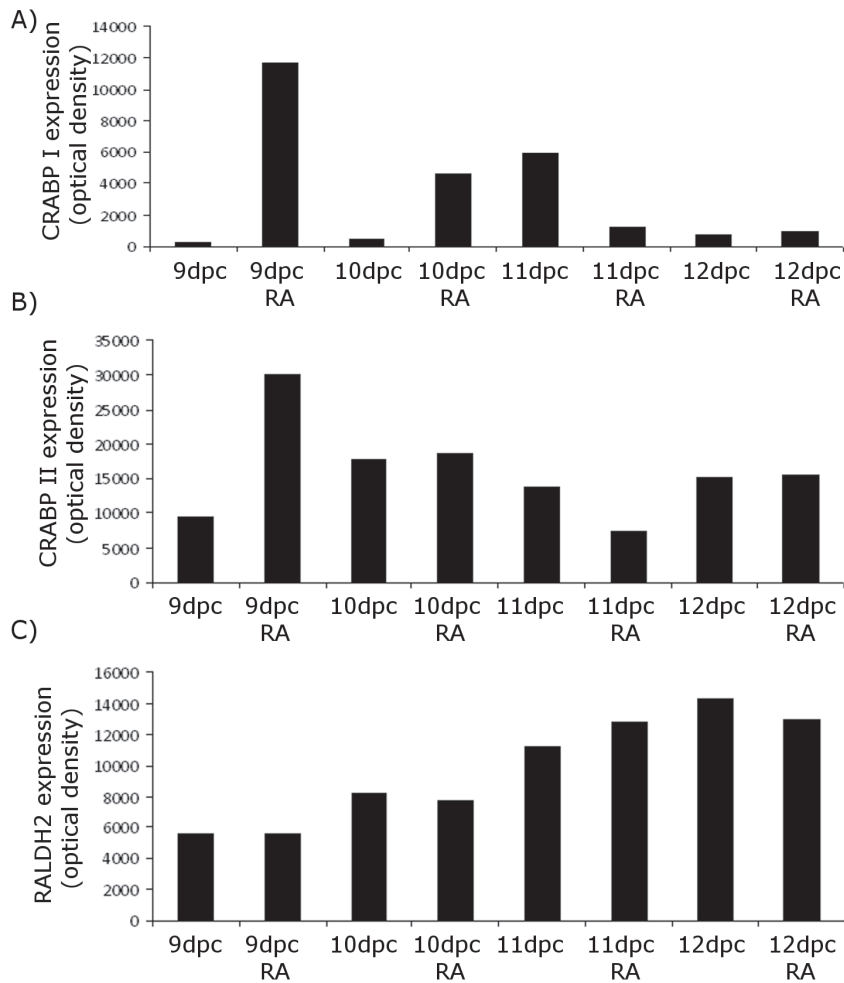 A)
CRABP I expression
(optical density)
14000
12000
10000
8000
6000
4000
2000
0
9dpc 9dpc 10dpc 10dpc 11dpc 11dpc 12dpc 12dpc
RA RA RA RA
B)
CRABP II expression
(optical density)
35000
30000
25000
20000
15000
10000
5000
0
9dpc 9dpc 10dpc 10dpc 11dpc 11dpc 12dpc 12dpc
RA RA RA RA
C)
RALDH2 expression
(optical density)
16000
14000
12000
10000
8000
6000
4000
2000
0
9dpc 9dpc 10dpc 10dpc 11dpc 11dpc 12dpc 12dpc
RA RA RA RA